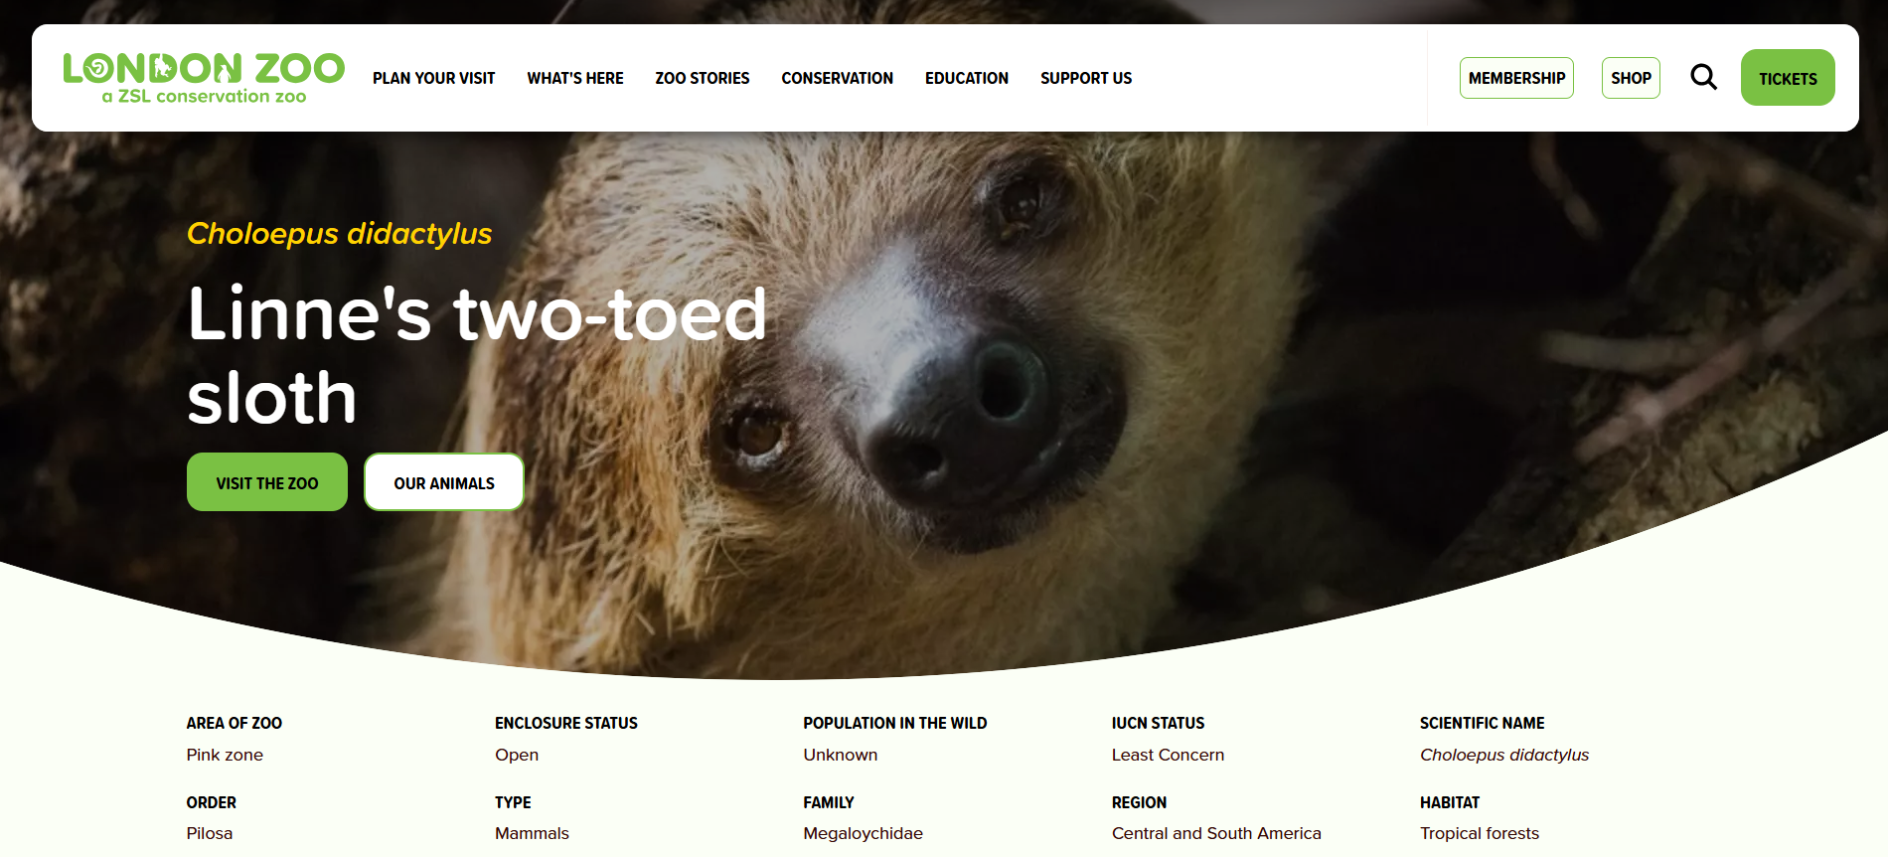 LONDON ZOO
a ZSL conservation zoo
PLAN YOUR VISIT WHAT'S HERE ZOO STORIES CONSERVATION EDUCATION SUPPORT US MEMBERSHIP SHOP TICKETS
Choloepus didactylus
Linne's two-toed
sloth
VISIT THE ZOO OUR ANIMALS
AREA OF ZOO ENCLOSURE STATUS POPULATION IN THE WILD IUCN STATUS SCIENTIFIC NAME
Pink zone Open Unknown Least Concern Choloepus didactylus
ORDER TYPE FAMILY REGION HABITAT
Pilosa Mammals Megaloychidae Central and South America Tropical forests